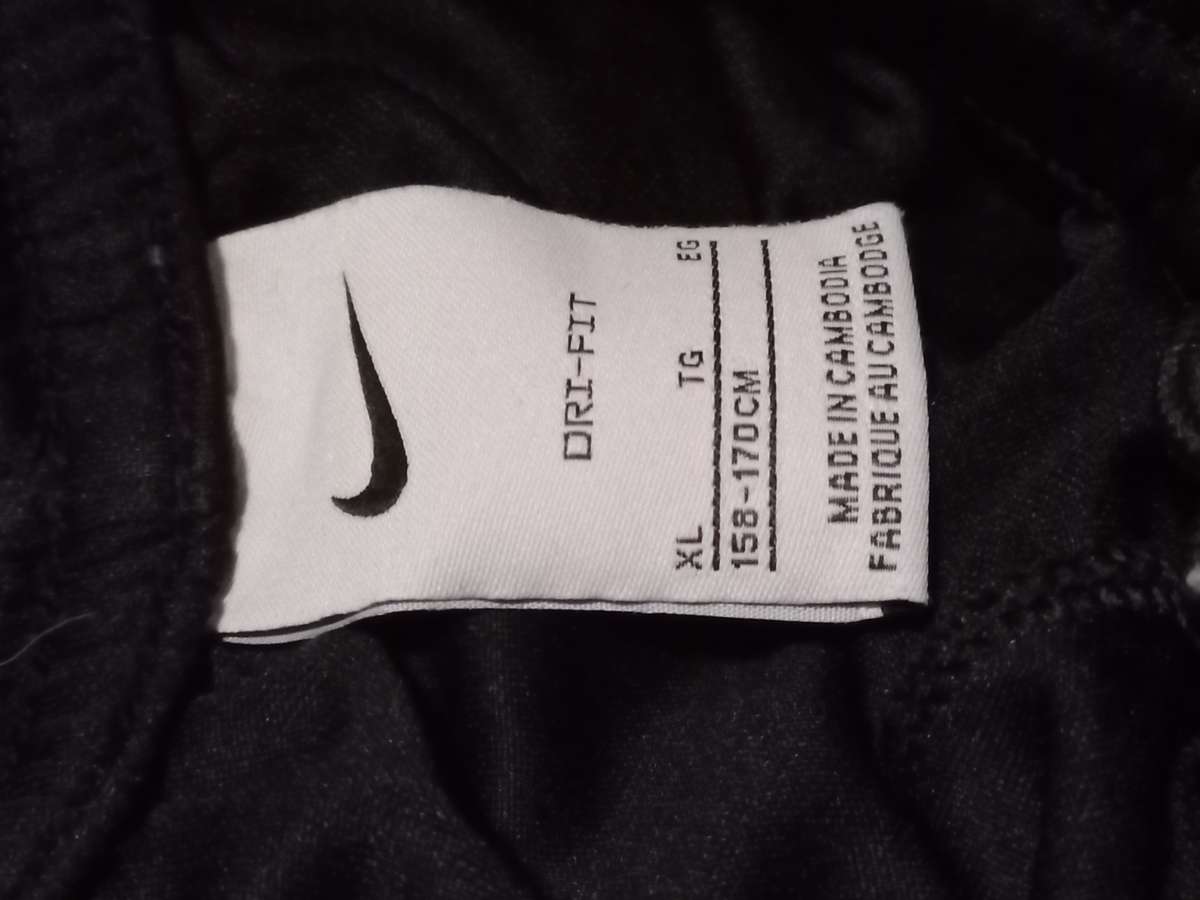 DRI-FIT
XL TG EG
158-170CM
MADE IN CAMBODIA
FABRIQUE AU CAMBODGE